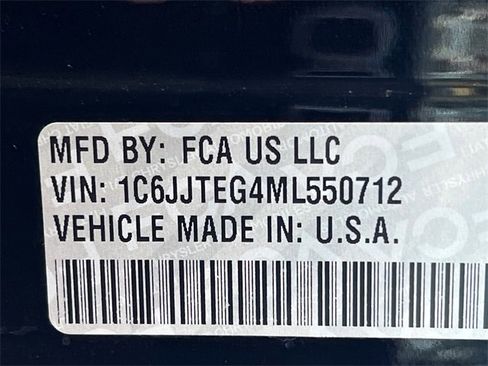 MFD BY: FCA US LLC
VIN: 1C6JJTEG4ML550712
VEHICLE MADE IN: U.S.A.